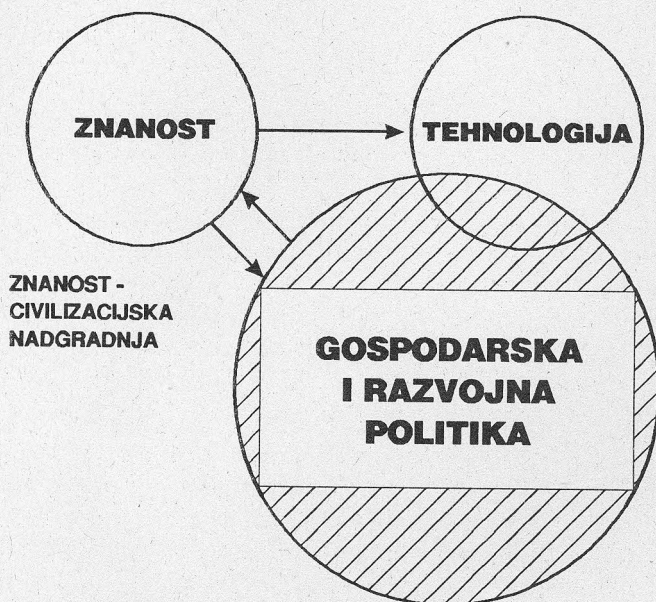 ZNANOST
TEHNOLOGIJA
ZNANOST -
CIVILIZACIJSKA
NADGRADNJA
GOSPODARSKA
I RAZVOJNA
POLITIKA